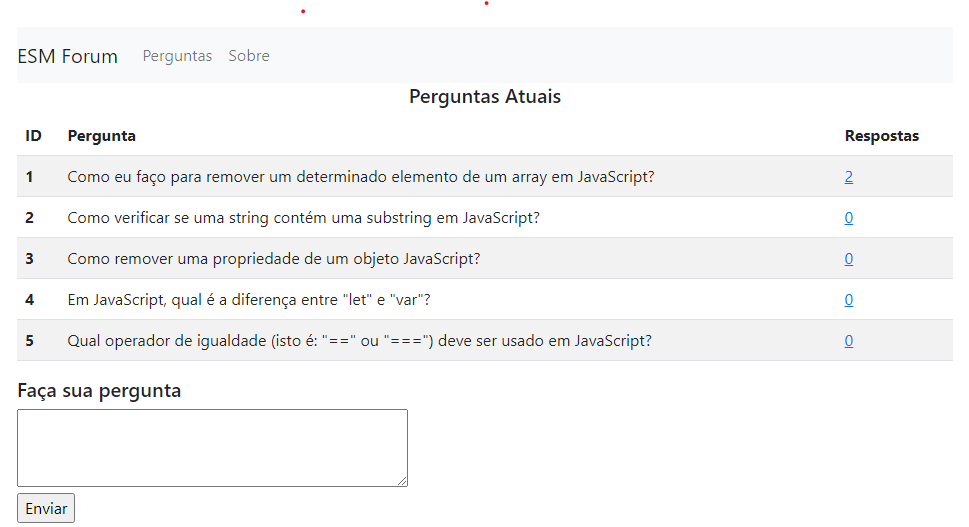 ESM Forum Perguntas Sobre
Perguntas Atuais
ID Pergunta Respostas
1 Como eu faço para remover um determinado elemento de um array em JavaScript? 2
2 Como verificar se uma string contém uma substring em JavaScript? 0
3 Como remover uma propriedade de um objeto JavaScript? 0
4 Em JavaScript, qual é a diferença entre "let" e "var"? 0
5 Qual operador de igualdade (isto é: "==" ou "===") deve ser usado em JavaScript? 0
Faça sua pergunta
Enviar